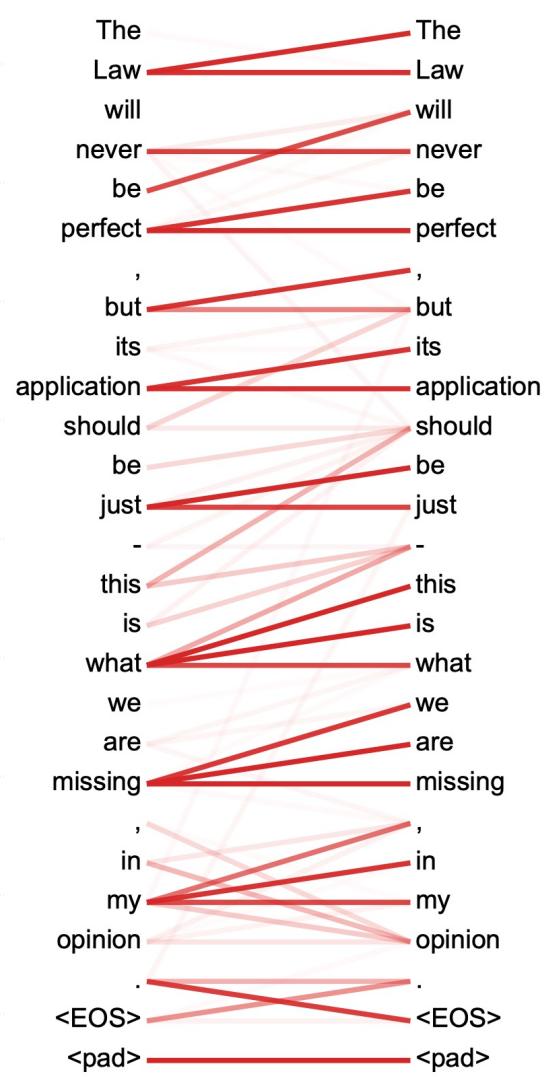 The The
Law Law
will will
never never
be be
perfect perfect
, ,
but but
its its
application application
should should
be be
just just
- -
this this
is is
what what
we we
are are
missing missing
, ,
in in
my my
opinion opinion
. .
<EOS> <EOS>
<pad> <pad>